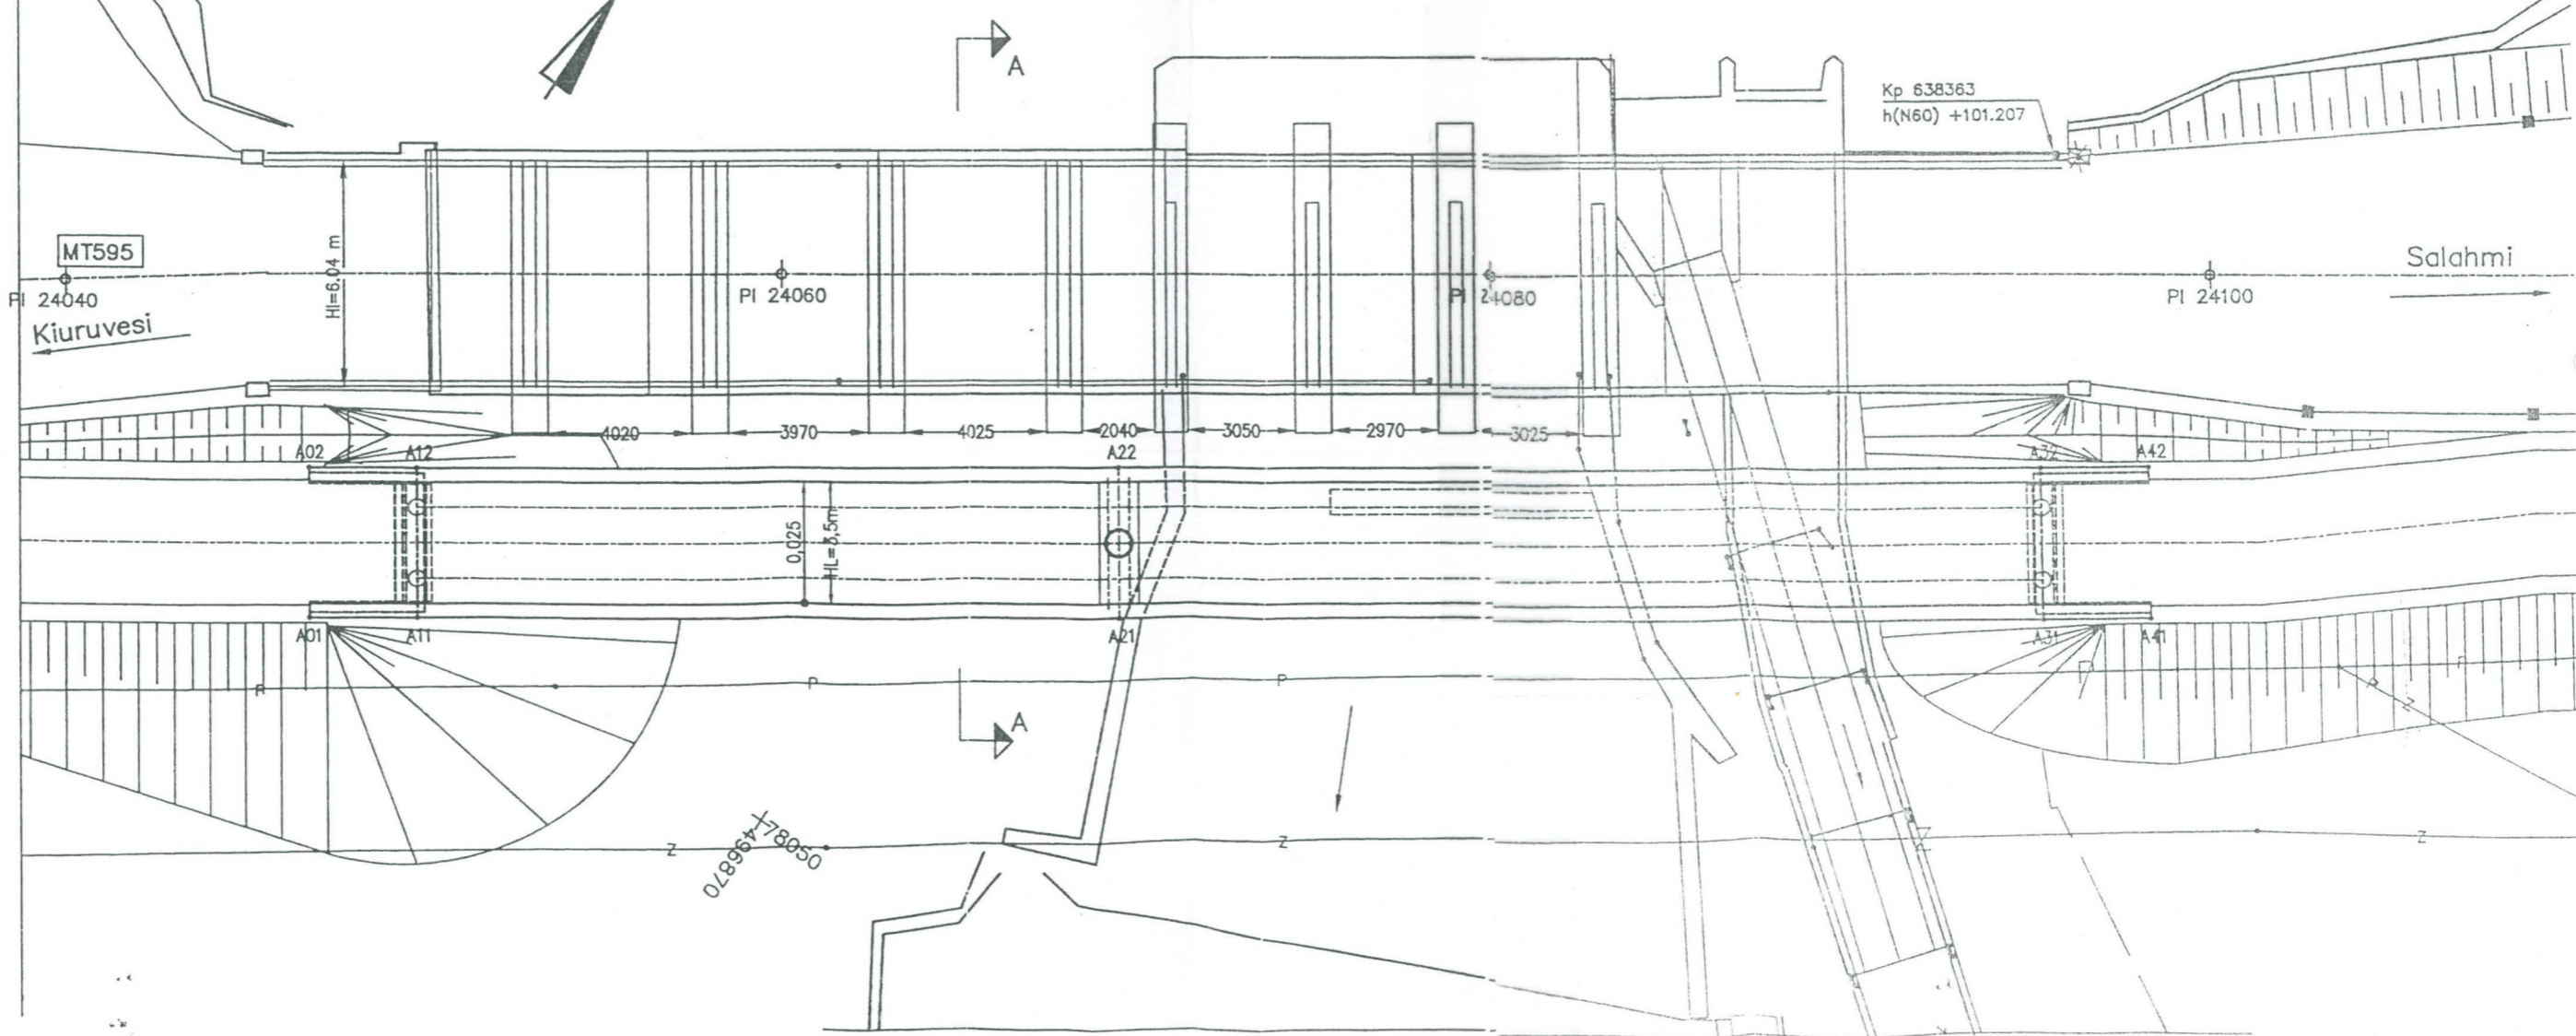 A
Kp 638363
h(N60) +101.207
MT595
Hl=6,04 m
Salahmi
PI 24040
PI 24060
PI 24080
PI 24100
Kiuruvesi
4020
3970
4025
2040
3050
2970
3025
A02
A12
A22
A32
A42
0,025
HL=3,5m
A01
A11
A21
A31
A41
R
P
P
P
A
Z
Z
Z
Z
78050
496870